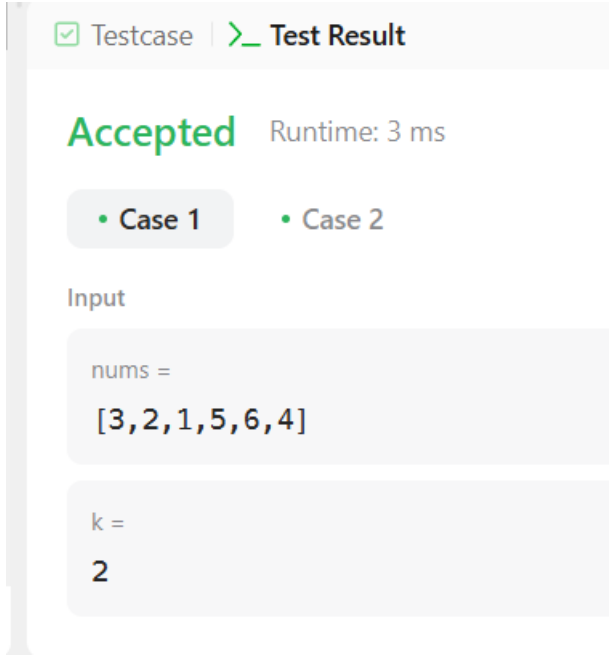 Testcase >_ Test Result
Accepted Runtime: 3 ms
• Case 1 • Case 2
Input
nums =
[3,2,1,5,6,4]
k =
2